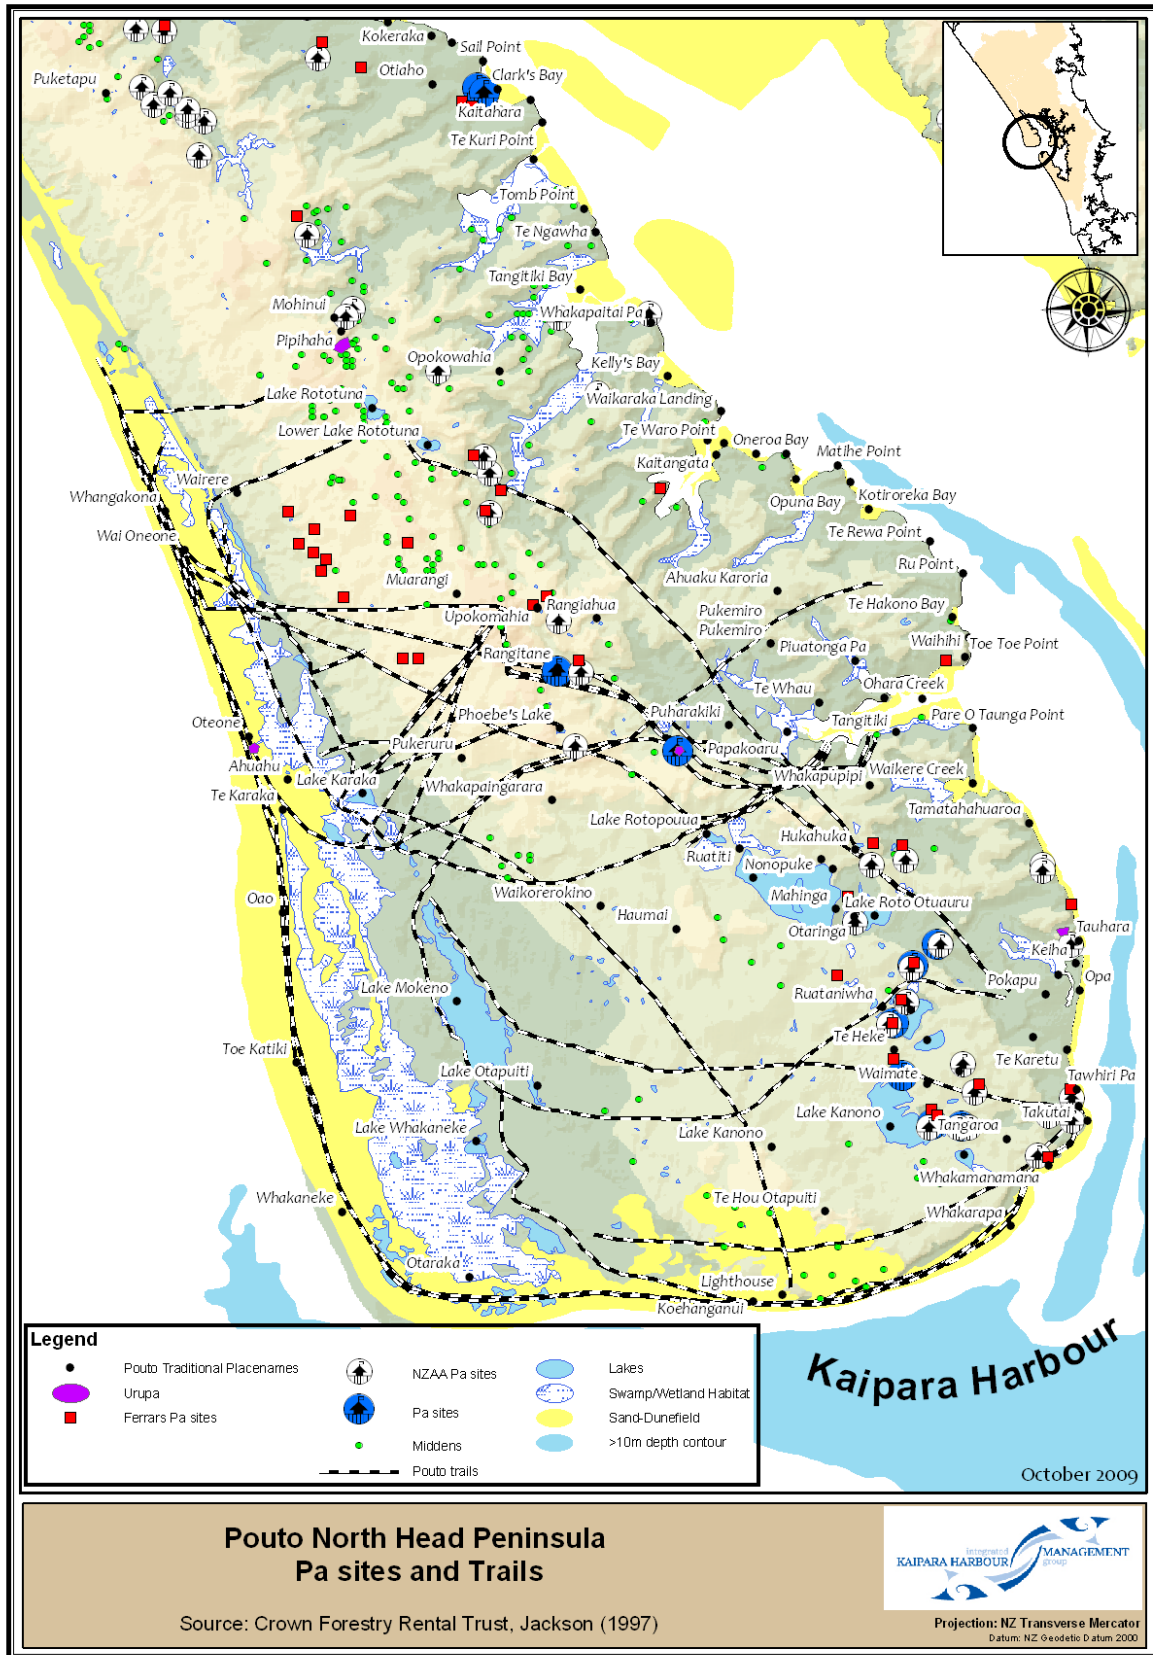 Kokeraka
Sail Point
Otiaho
Clark's Bay
Puketapu
Kaitahara
Te Kuri Point
Tomb Point
Te Ngawha
Tangitiki Bay
Mohinui
Whakapaitai Pa
Pipihaha
Opokowahia
Kelly's Bay
Lake Rototuna
Waikaraka Landing
Lower Lake Rototuna
Te Waro Point
Oneroa Bay
Kaitangata
Matihe Point
Wairere
Whangakona
Opuna Bay
Kotiroreka Bay
Wai Oneone
Te Rewa Point
Ru Point
Muarangi
Ahuaku Karoria
Rangiahua
Pukemiro
Te Hakono Bay
Upokomahia
Pukemiro
Waihihi
Toe Toe Point
Rangitane
Piuatonga Pa
Te Whau
Ohara Creek
Phoebe's Lake
Puharakiki
Tangitiki
Pare O Taunga Point
Oteone
Pukeruru
Papakoaru
Ahuahu
Lake Karaka
Whakapaingarara
Whakapupipi
Waikere Creek
Te Karaka
Tamatahahuaroa
Lake Rotopouua
Hukahuka
Ruatiti
Nonopuke
Waikorerokino
Mahinga
Lake Roto Otuauru
Oao
Haumai
Otaringa
Tauhara
Keiha
Lake Mokeno
Ruataniwha
Pokapu
Opa
Te Heke
Toe Katiki
Te Karetu
Lake Otapuiti
Waimate
Tawhiri Pa
Lake Kanono
Takutai
Lake Whakaneke
Lake Kanono
Tangaroa
Whakamanamana
Whakaneke
Te Hou Otapuiti
Whakarapa
Otaraka
Lighthouse
Koehanganui
Kaipara Harbour
October 2009
Legend
Pouto Traditional Placenames
Urupa
Ferrars Pa sites
NZAA Pa sites
Pa sites
Middens
Pouto trails
Lakes
Swamp/Wetland Habitat
Sand-Dunefield
>10m depth contour
Pouto North Head Peninsula
Pa sites and Trails
Source: Crown Forestry Rental Trust, Jackson (1997)
integrated
KAIPARA HARBOUR MANAGEMENT
group
Projection: NZ Transverse Mercator
Datum: NZ Geodetic Datum 2000